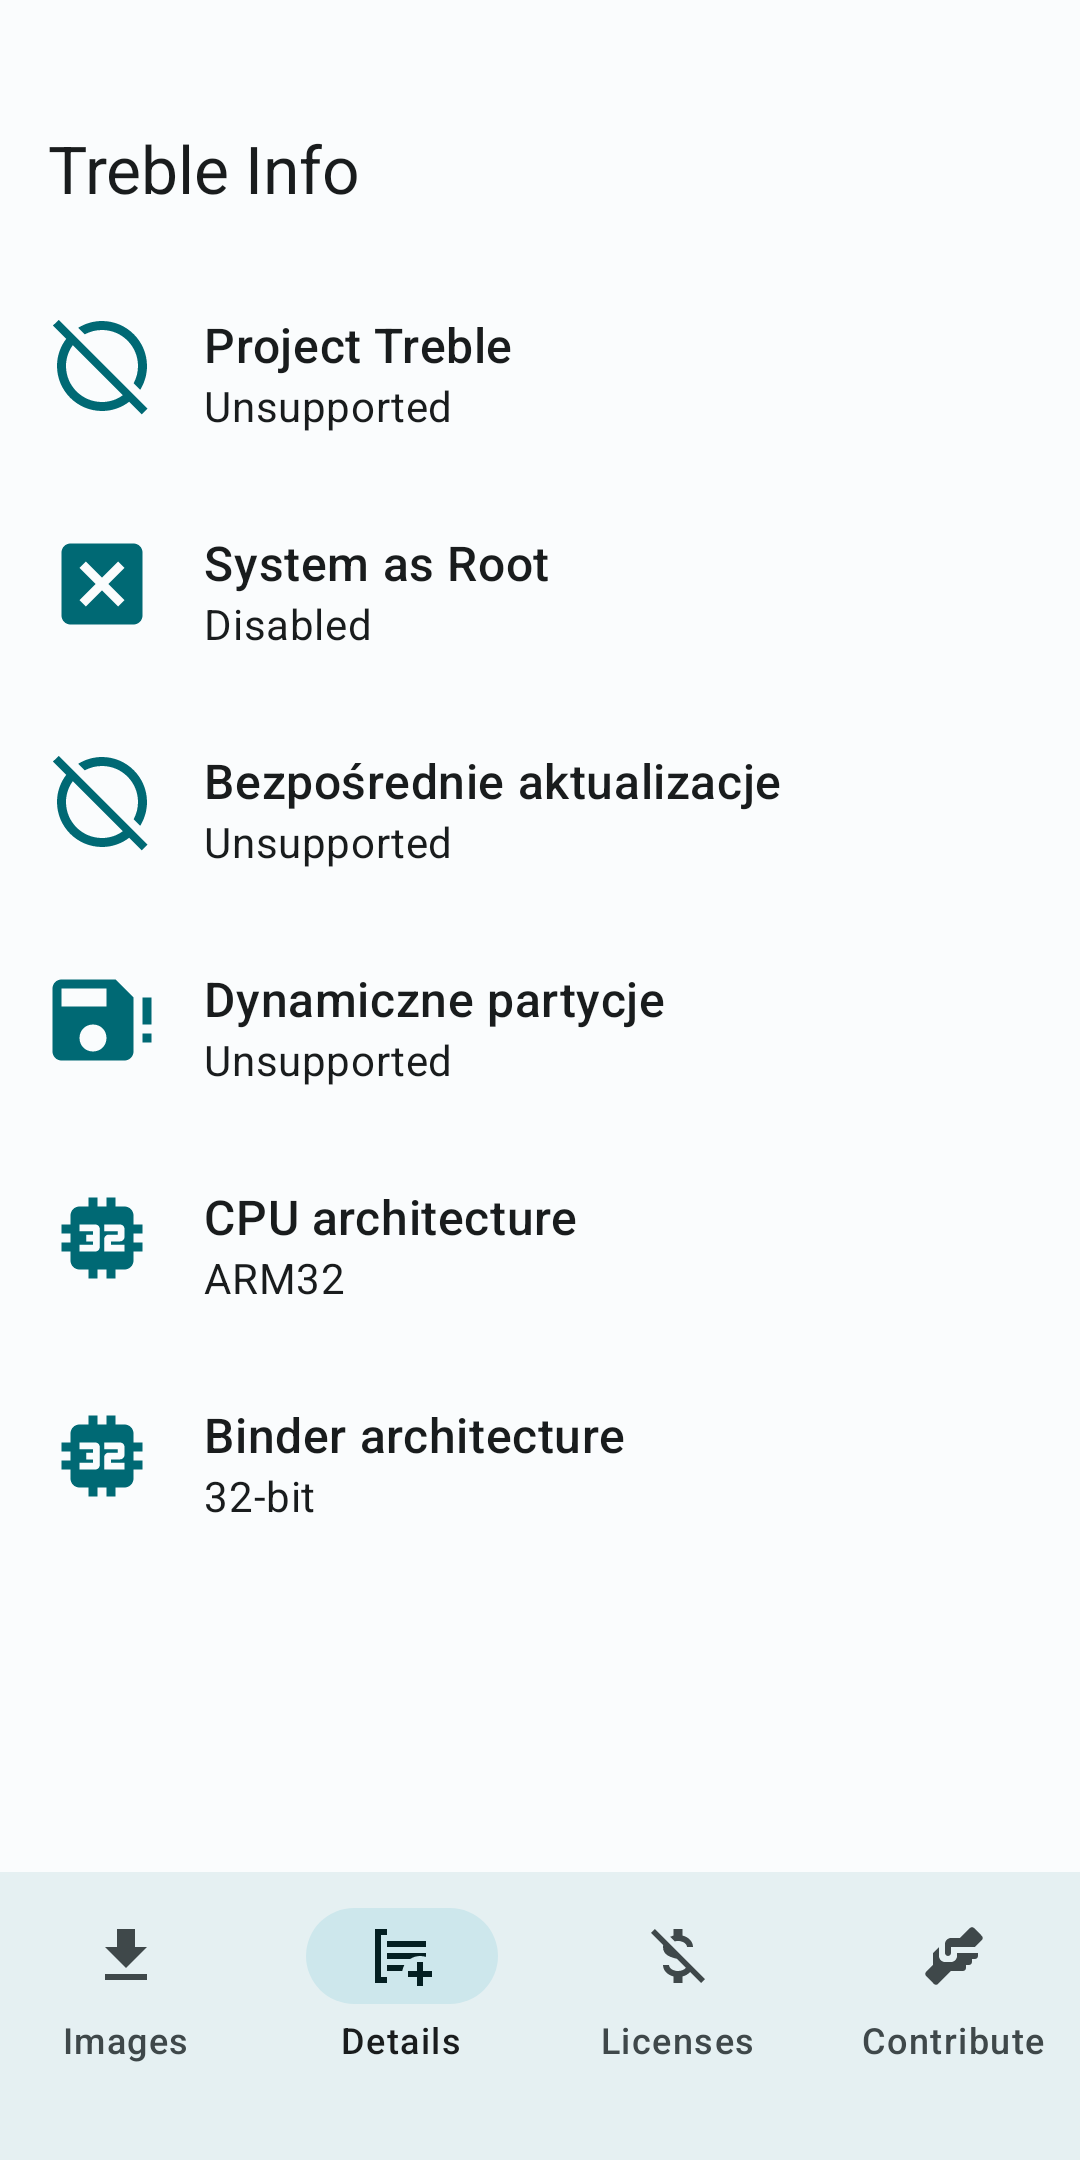 Treble Info
Project Treble
Unsupported
System as Root
Disabled
Bezpośrednie aktualizacje
Unsupported
Dynamiczne partycje
Unsupported
32
CPU architecture
ARM32
32
Binder architecture
32-bit
Images
Details
Licenses
Contribute